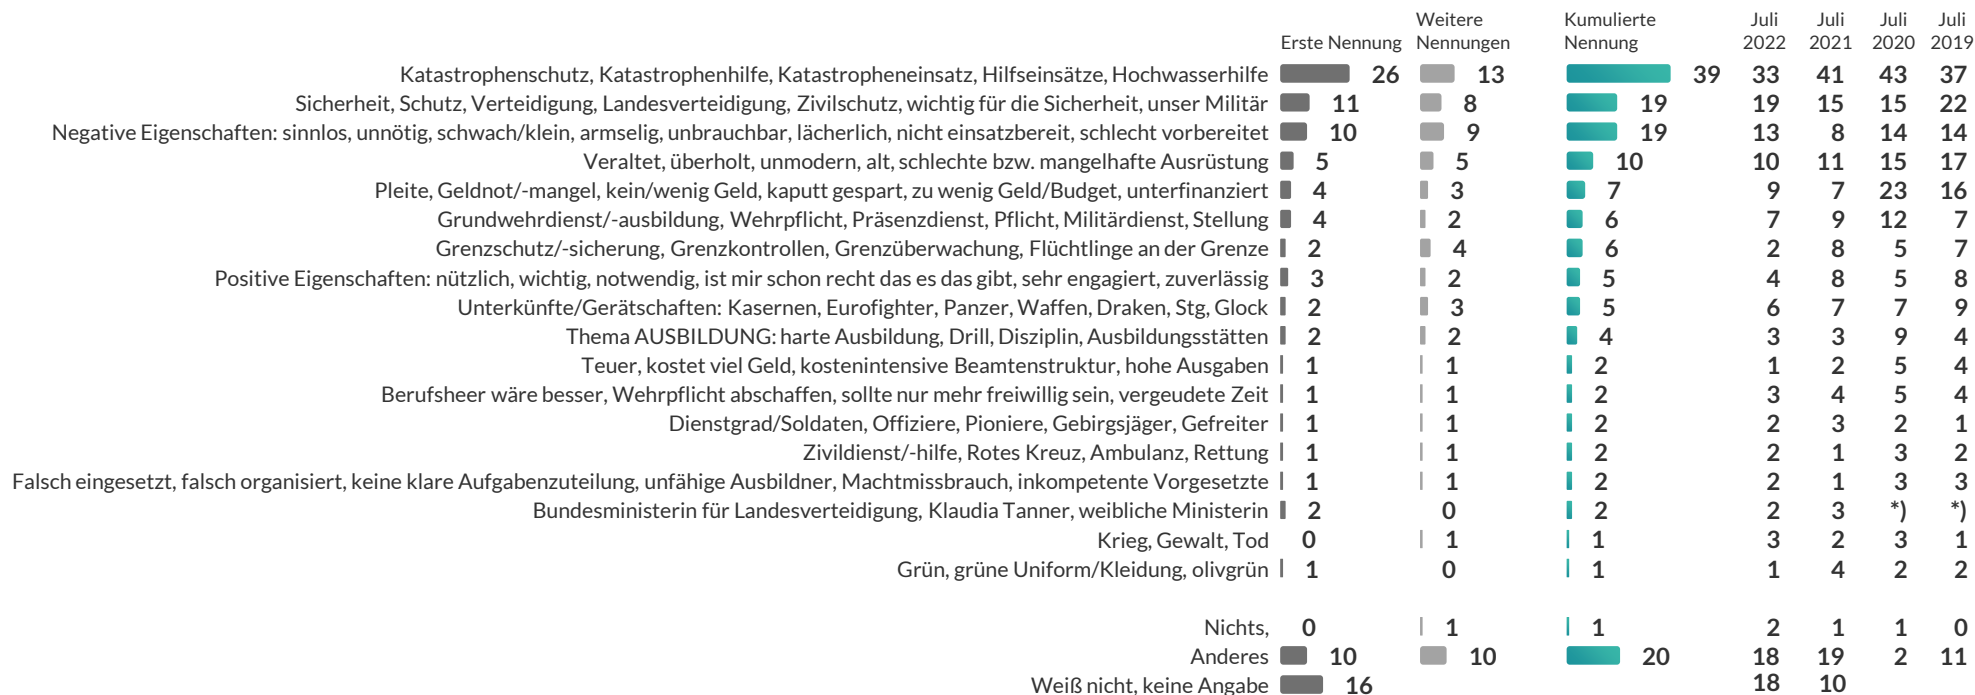 Weitere Kumulierte Juli Juli Juli Juli
Erste Nennung Nennungen Nennung 2022 2021 2020 2019
Katastrophenschutz, Katastrophenhilfe, Katastropheneinsatz, Hilfseinsätze, Hochwasserhilfe 26 13 39 33 41 43 37
Sicherheit, Schutz, Verteidigung, Landesverteidigung, Zivilschutz, wichtig für die Sicherheit, unser Militär 11 8 19 19 15 15 22
Negative Eigenschaften: sinnlos, unnötig, schwach/klein, armselig, unbrauchbar, lächerlich, nicht einsatzbereit, schlecht vorbereitet 10 9 19 13 8 14 14
Veraltet, überholt, unmodern, alt, schlechte bzw. mangelhafte Ausrüstung 5 5 10 10 11 15 17
Pleite, Geldnot/-mangel, kein/wenig Geld, kaputt gespart, zu wenig Geld/Budget, unterfinanziert 4 3 7 9 7 23 16
Grundwehrdienst/-ausbildung, Wehrpflicht, Präsenzdienst, Pflicht, Militärdienst, Stellung 4 2 6 7 9 12 7
Grenzschutz/-sicherung, Grenzkontrollen, Grenzüberwachung, Flüchtlinge an der Grenze 2 4 6 2 8 5 7
Positive Eigenschaften: nützlich, wichtig, notwendig, ist mir schon recht das es das gibt, sehr engagiert, zuverlässig 3 2 5 4 8 5 8
Unterkünfte/Gerätschaften: Kasernen, Eurofighter, Panzer, Waffen, Draken, Stg, Glock 2 3 5 6 7 7 9
Thema AUSBILDUNG: harte Ausbildung, Drill, Disziplin, Ausbildungsstätten 2 2 4 3 3 9 4
Teuer, kostet viel Geld, kostenintensive Beamtenstruktur, hohe Ausgaben 1 1 2 1 2 5 4
Berufsheer wäre besser, Wehrpflicht abschaffen, sollte nur mehr freiwillig sein, vergeudete Zeit 1 1 2 3 4 5 4
Dienstgrad/Soldaten, Offiziere, Pioniere, Gebirgsjäger, Gefreiter 1 1 2 2 3 2 1
Zivildienst/-hilfe, Rotes Kreuz, Ambulanz, Rettung 1 1 2 2 1 3 2
Falsch eingesetzt, falsch organisiert, keine klare Aufgabenzuteilung, unfähige Ausbildner, Machtmissbrauch, inkompetente Vorgesetzte 1 1 2 2 1 3 3
Bundesministerin für Landesverteidigung, Klaudia Tanner, weibliche Ministerin 2 0 2 2 3 *) *)
Krieg, Gewalt, Tod 0 1 1 3 2 3 1
Grün, grüne Uniform/Kleidung, olivgrün 1 0 1 1 4 2 2
Nichts, 0 1 1 2 1 1 0
Anderes 10 10 20 18 19 2 11
Weiß nicht, keine Angabe 16 18 10